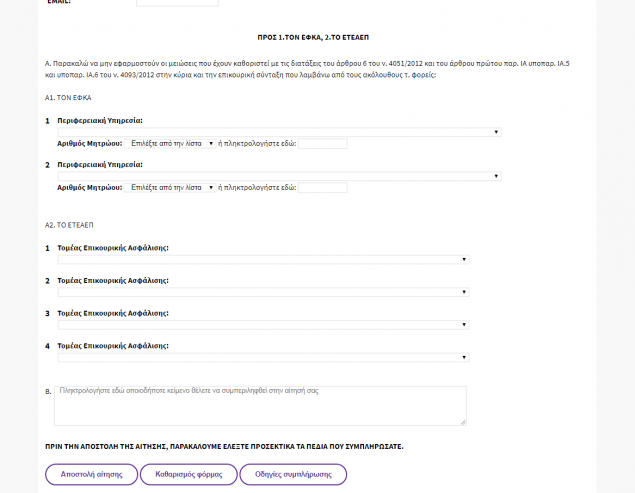 EMAIL:
ΠΡΟΣ 1.ΤΟΝ ΕΦΚΑ, 2.ΤΟ ΕΤΕΑΕΠ
Α. Παρακαλώ να μην εφαρμοστούν οι μειώσεις που έχουν καθοριστεί με τις διατάξεις του άρθρου 6 του ν. 4051/2012 και του άρθρου πρώτου παρ. ΙΑ υποπαρ. ΙΑ.5
και υποπαρ. ΙΑ.6 του ν. 4093/2012 στην κύρια και την επικουρική σύνταξη που λαμβάνω από τους ακόλουθους τ. φορείς:
Α1. ΤΟΝ ΕΦΚΑ
1 Περιφερειακή Υπηρεσία:
Αριθμός Μητρώου: Επιλέξτε από την λίστα ή πληκτρολογήστε εδώ:
2 Περιφερειακή Υπηρεσία:
Αριθμός Μητρώου: Επιλέξτε από την λίστα ή πληκτρολογήστε εδώ:
Α2. ΤΟ ΕΤΕΑΕΠ
1 Τομέας Επικουρικής Ασφάλισης:
2 Τομέας Επικουρικής Ασφάλισης:
3 Τομέας Επικουρικής Ασφάλισης:
4 Τομέας Επικουρικής Ασφάλισης:
Β. Πληκτρολογήστε εδώ οποιοδήποτε κείμενο θέλετε να συμπεριληφθεί στην αίτησή σας
ΠΡΙΝ ΤΗΝ ΑΠΟΣΤΟΛΗ ΤΗΣ ΑΙΤΗΣΗΣ, ΠΑΡΑΚΑΛΟΥΜΕ ΕΛΕΞΤΕ ΠΡΟΣΕΚΤΙΚΑ ΤΑ ΠΕΔΙΑ ΠΟΥ ΣΥΜΠΛΗΡΩΣΑΤΕ.
Αποστολή αίτησης Καθαρισμός φόρμας Οδηγίες συμπλήρωσης